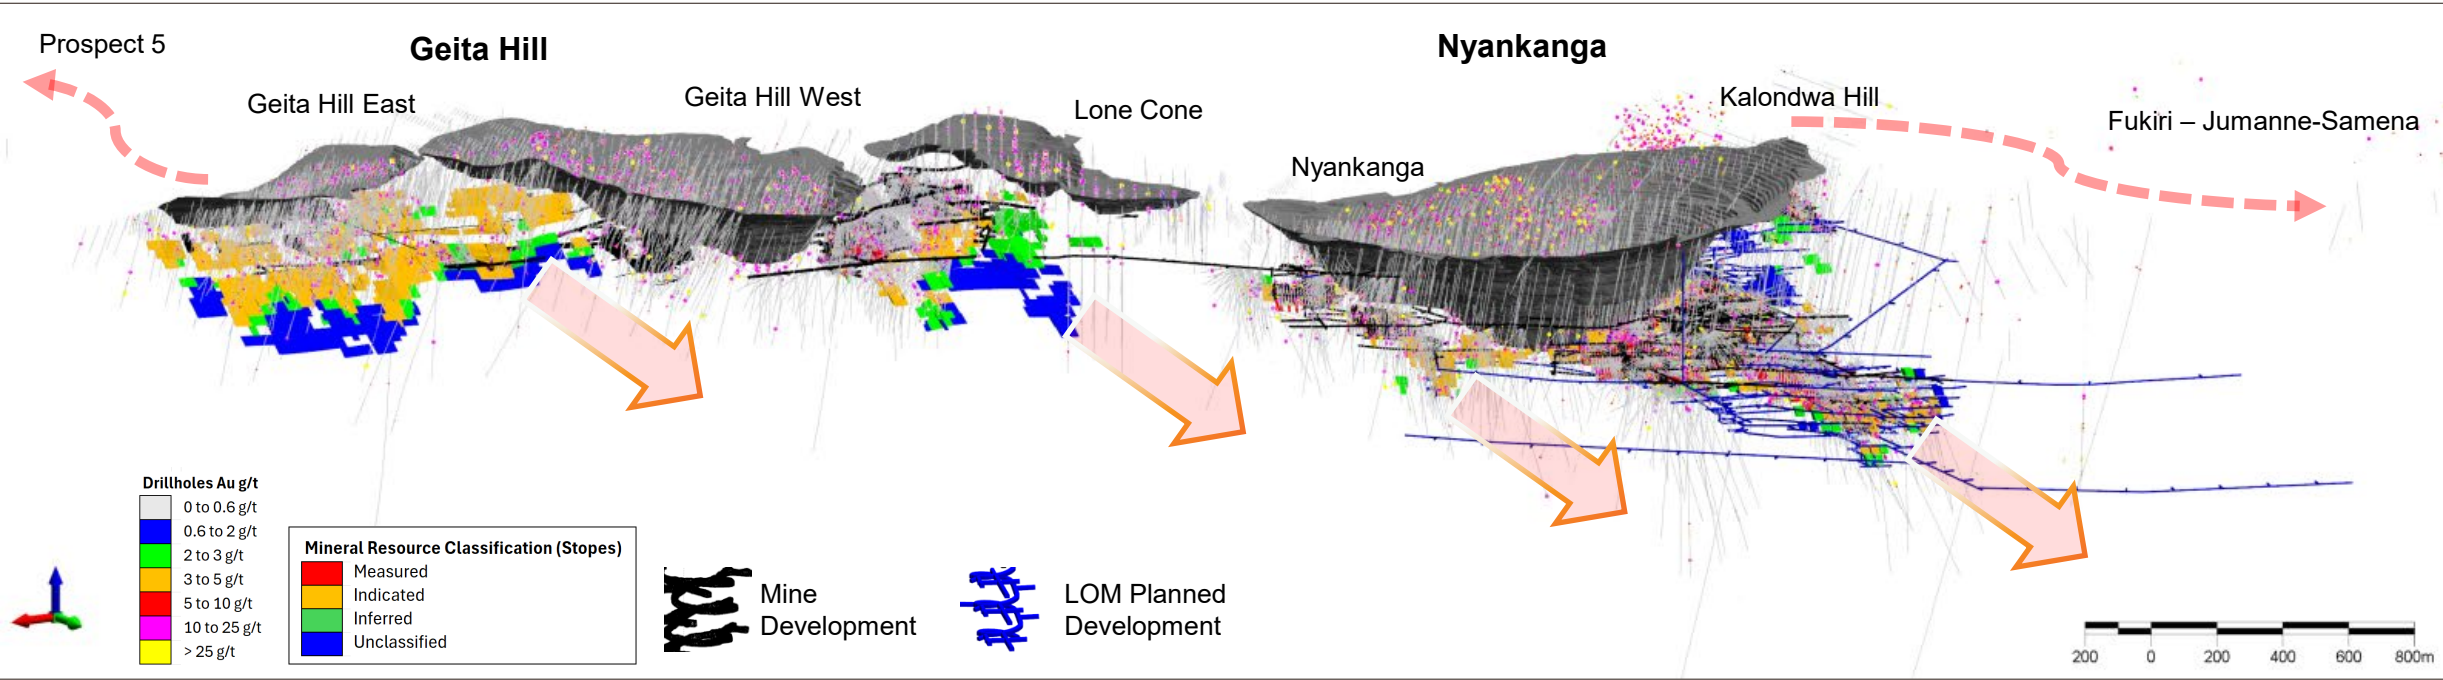 Prospect 5
Geita Hill
Nyankanga
Geita Hill East
Geita Hill West
Lone Cone
Kalondwa Hill
Fukiri – Jumanne-Samena
Nyankanga
Drillholes Au g/t
0 to 0.6 g/t
0.6 to 2 g/t
2 to 3 g/t
3 to 5 g/t
5 to 10 g/t
10 to 25 g/t
> 25 g/t
Mineral Resource Classification (Stopes)
Measured
Indicated
Inferred
Unclassified
Mine
Development
LOM Planned
Development
200 0 200 400 600 800m